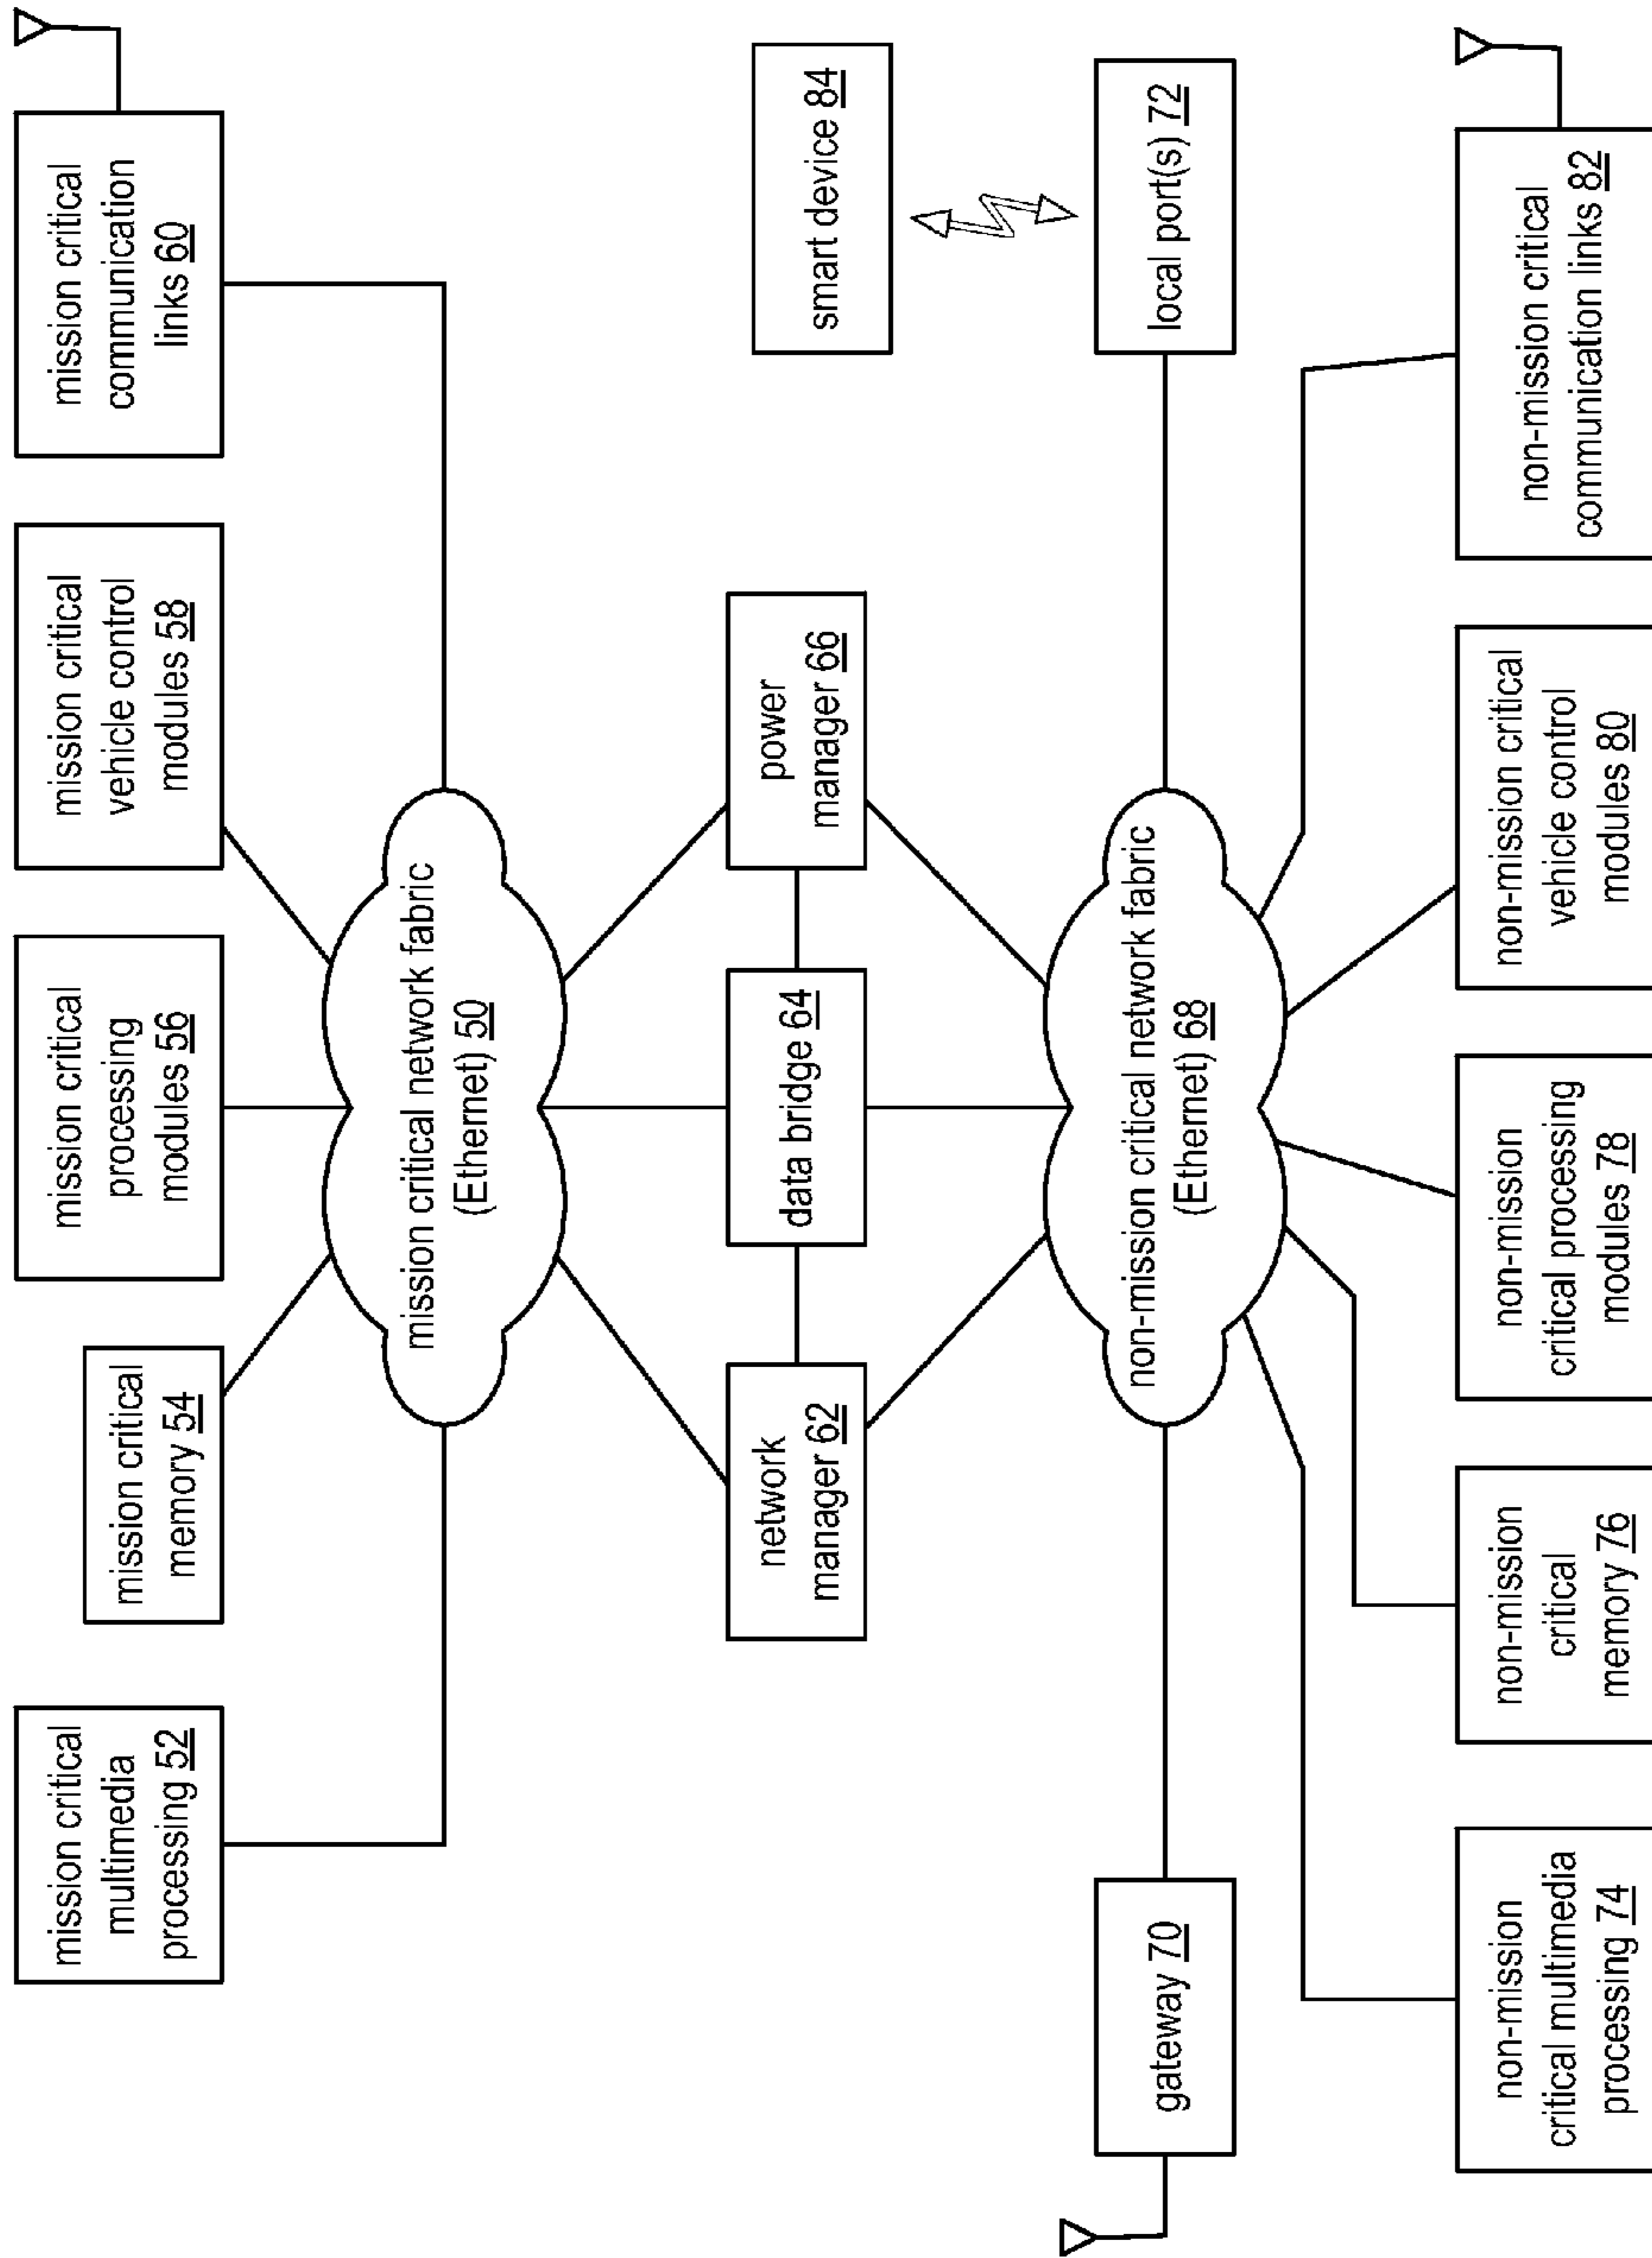 mission critical
multimedia
processing 52
mission critical
memory 54
mission critical
processing
modules 56
mission critical
vehicle control
modules 58
mission critical
communication
links 60
mission critical network fabric
(Ethernet) 50
network
manager 62
data bridge 64
power
manager 66
smart device 84
gateway 70
non-mission critical network fabric
(Ethernet) 68
local port(s) 72
non-mission
critical multimedia
processing 74
non-mission
critical
memory 76
non-mission
critical processing
modules 78
non-mission critical
vehicle control
modules 80
non-mission critical
communication links 82